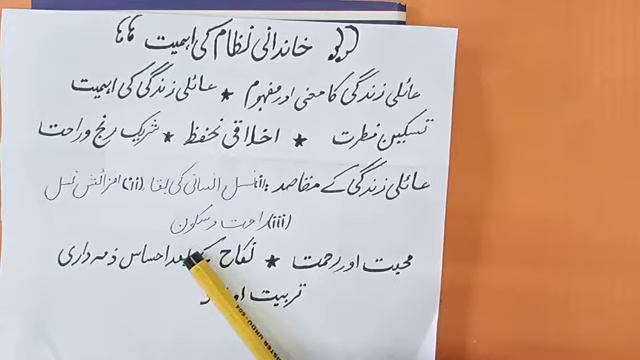 خاندانی نظام کی اہمیت "
عائلی زندگی کا معنی اور مفہوم ★ عائلی زندگی کی اہمیت
تسکین فطرت ★ اخلاقی تحفظ ★ شریک رنج و راحت
عائلی زندگی کے مقاصد :(i) نسل انسانی کی بقا (ii) افزائش نسل
(iii) راحت و سکون
محبت اور رحمت ★ نکاح کے بعد احساس ذمہ داری
تربیت